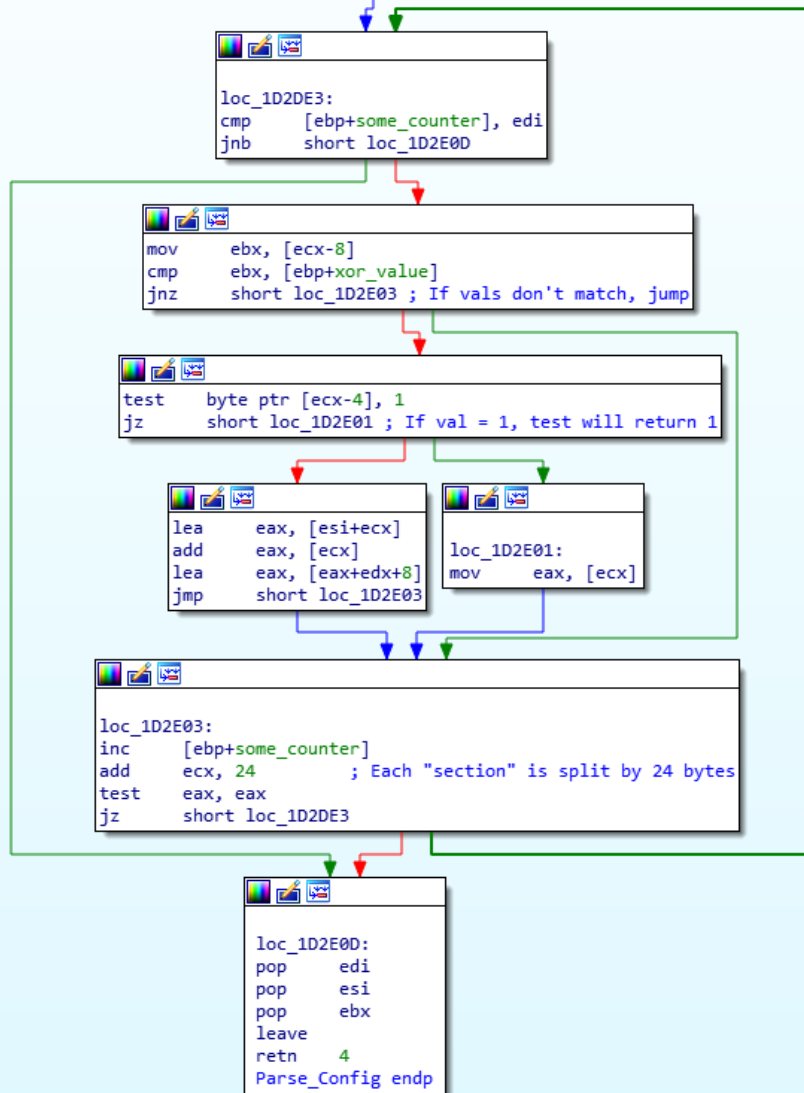 loc_1D2DE3:
cmp [ebp+some_counter], edi
jnb short loc_1D2E0D
mov ebx, [ecx-8]
cmp ebx, [ebp+xor_value]
jnz short loc_1D2E03 ; If vals don't match, jump
test byte ptr [ecx-4], 1
jz short loc_1D2E01 ; If val = 1, test will return 1
lea eax, [esi+ecx]
add eax, [ecx]
lea eax, [eax+edx+8]
jmp short loc_1D2E03
loc_1D2E01:
mov eax, [ecx]
loc_1D2E03:
inc [ebp+some_counter]
add ecx, 24 ; Each "section" is split by 24 bytes
test eax, eax
jz short loc_1D2DE3
loc_1D2E0D:
pop edi
pop esi
pop ebx
leave
retn 4
Parse_Config endp